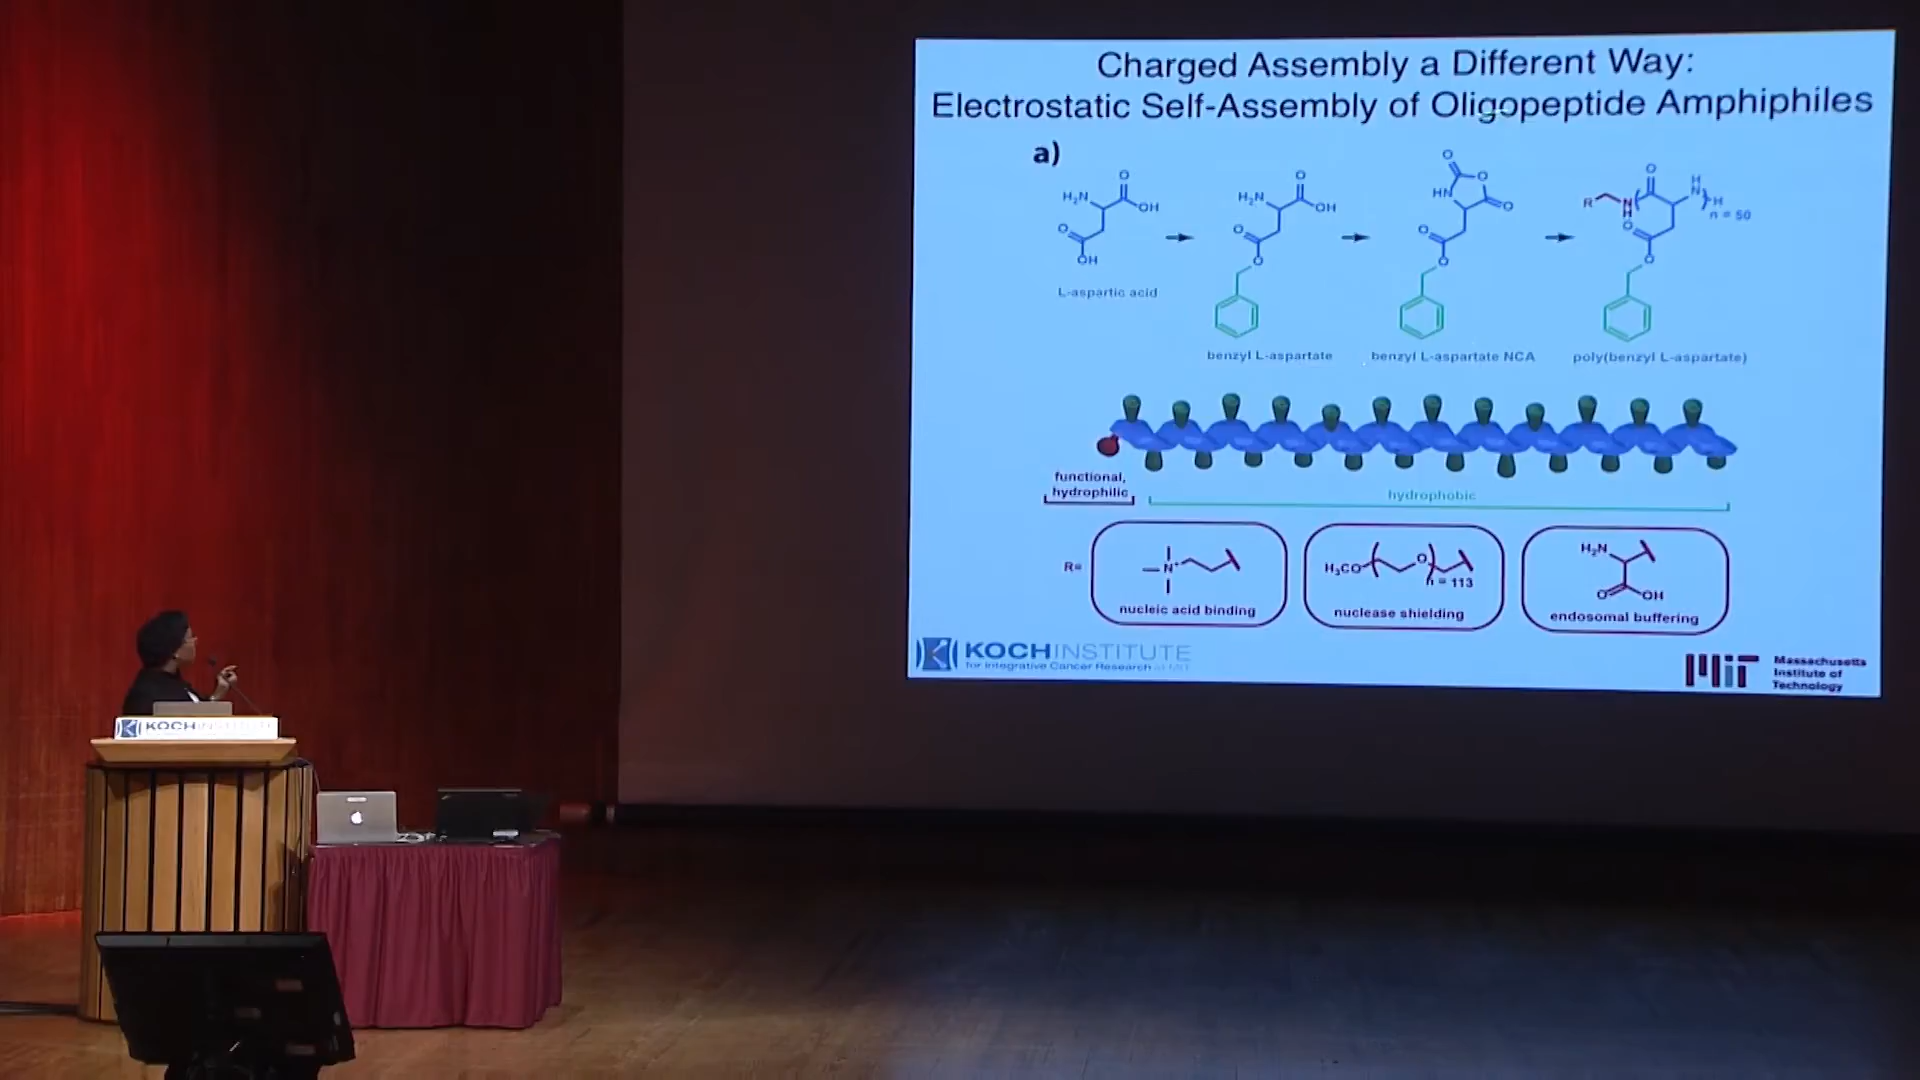 Charged Assembly a Different Way:
Electrostatic Self-Assembly of Oligopeptide Amphiphiles
a)
H₂N O OH O OH
L-aspartic acid
H₂N O OH O O
benzyl L-aspartate
O O HN O O O
benzyl L-aspartate NCA
R N H O H N H n = 50 O O
poly(benzyl L-aspartate)
functional,
hydrophilic
hydrophobic
R=
N⁺
nucleic acid binding
H₃CO O n = 113
nuclease shielding
H₂N O OH
endosomal buffering
KOCH INSTITUTE
for Integrative Cancer Research at MIT
MIT
Massachusetts
Institute of
Technology
KOCH INSTITUTE